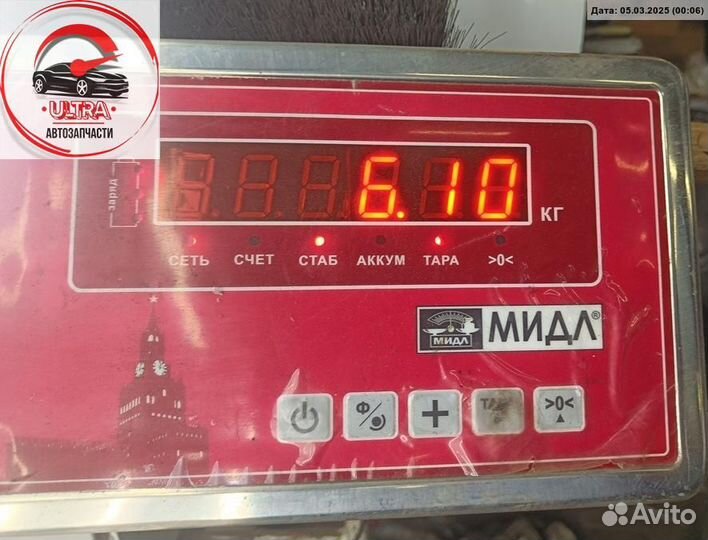 Дата: 05.03.2025 (00:06)
ULTRA
АВТОЗАПЧАСТИ
заряд
6.10 КГ
СЕТЬ СЧЕТ СТАБ АККУМ ТАРА >0<
МИДЛ МИДЛ®
Ф + >0<
Avito